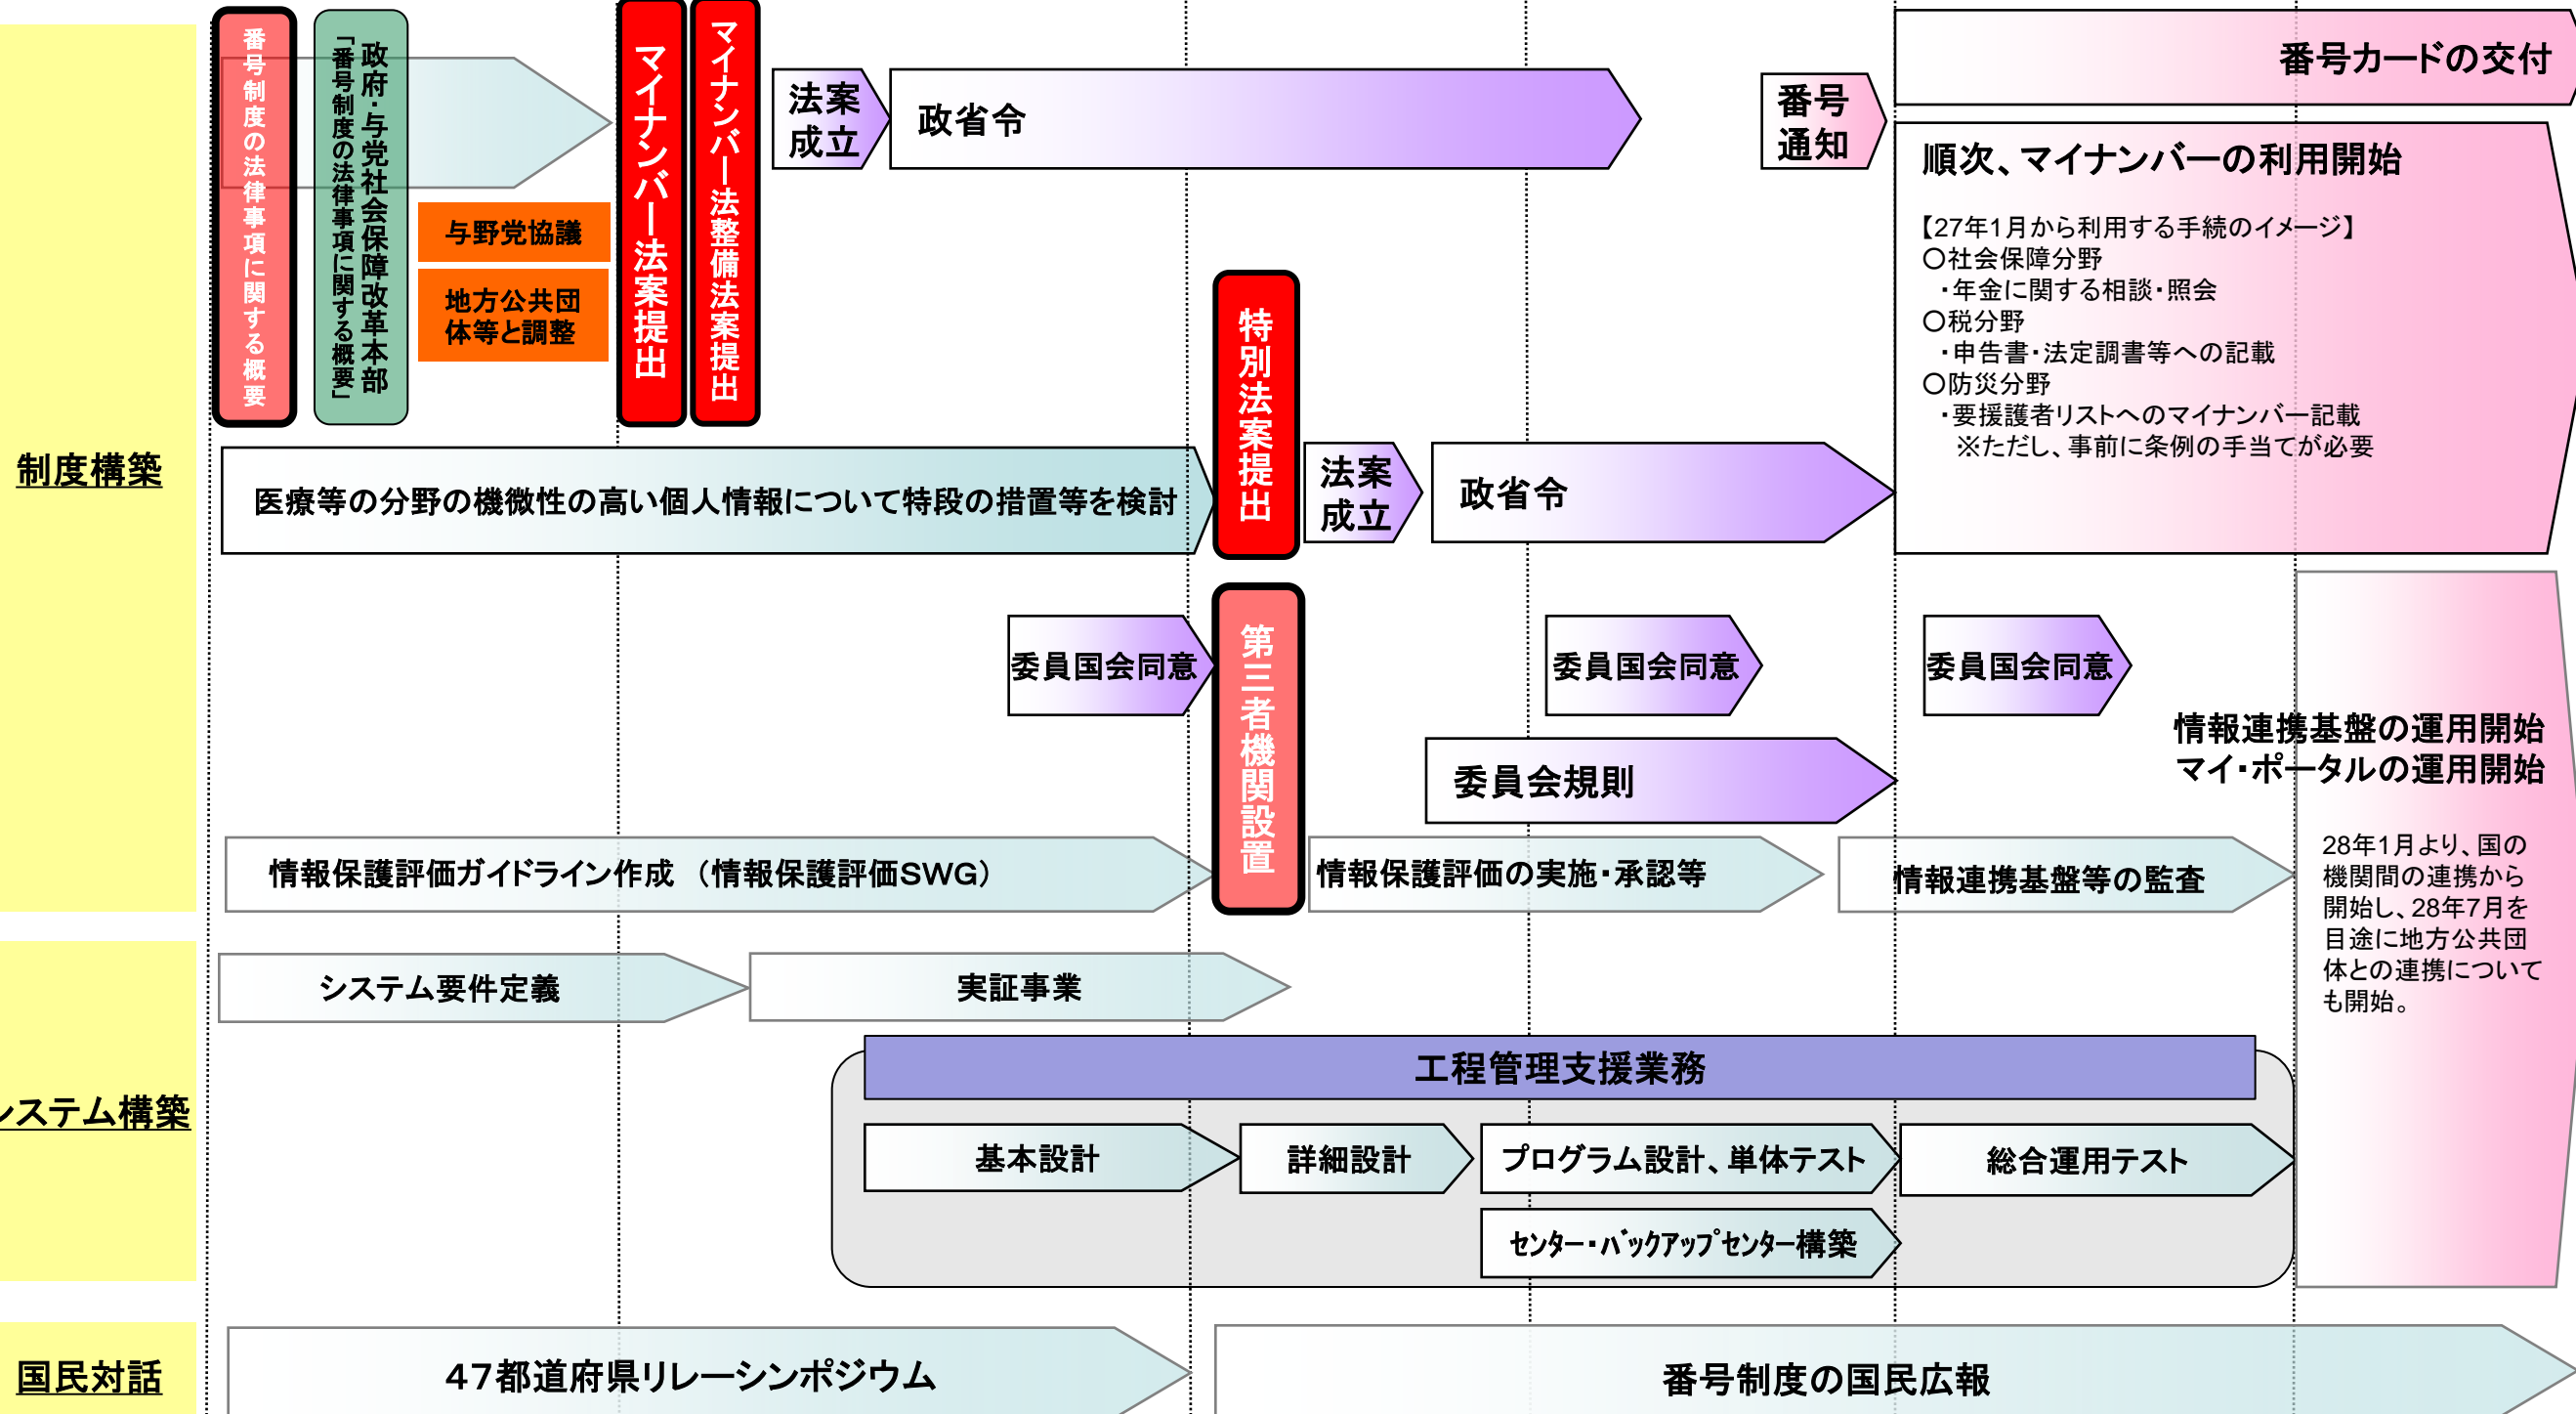 番号制度の法律事項に関する概要
政府・与党社会保障改革本部
「番号制度の法律事項に関する概要」
与野党協議
地方公共団
体等と調整
マイナンバー法案提出
マイナンバー法整備法案提出
法案
成立
政省令
番号
通知
番号カードの交付
順次、マイナンバーの利用開始
【27年1月から利用する手続のイメージ】
○社会保障分野
・年金に関する相談・照会
○税分野
・申告書・法定調書等への記載
○防災分野
・要援護者リストへのマイナンバー記載
※ただし、事前に条例の手当てが必要
制度構築
医療等の分野の機微性の高い個人情報について特段の措置等を検討
特別法案提出
法案
成立
政省令
委員国会同意
第三者機関設置
委員国会同意
委員国会同意
委員会規則
情報連携基盤の運用開始
マイ・ポータルの運用開始
28年1月より、国の
機関間の連携から
開始し、28年7月を
目途に地方公共団
体との連携について
も開始。
情報保護評価ガイドライン作成 （情報保護評価SWG）
情報保護評価の実施・承認等
情報連携基盤等の監査
システム構築
システム要件定義
実証事業
工程管理支援業務
基本設計
詳細設計
プログラム設計、単体テスト
総合運用テスト
ｾﾝﾀｰ・ﾊﾞｯｸｱｯﾌﾟｾﾝﾀｰ構築
国民対話
４７都道府県リレーシンポジウム
番号制度の国民広報